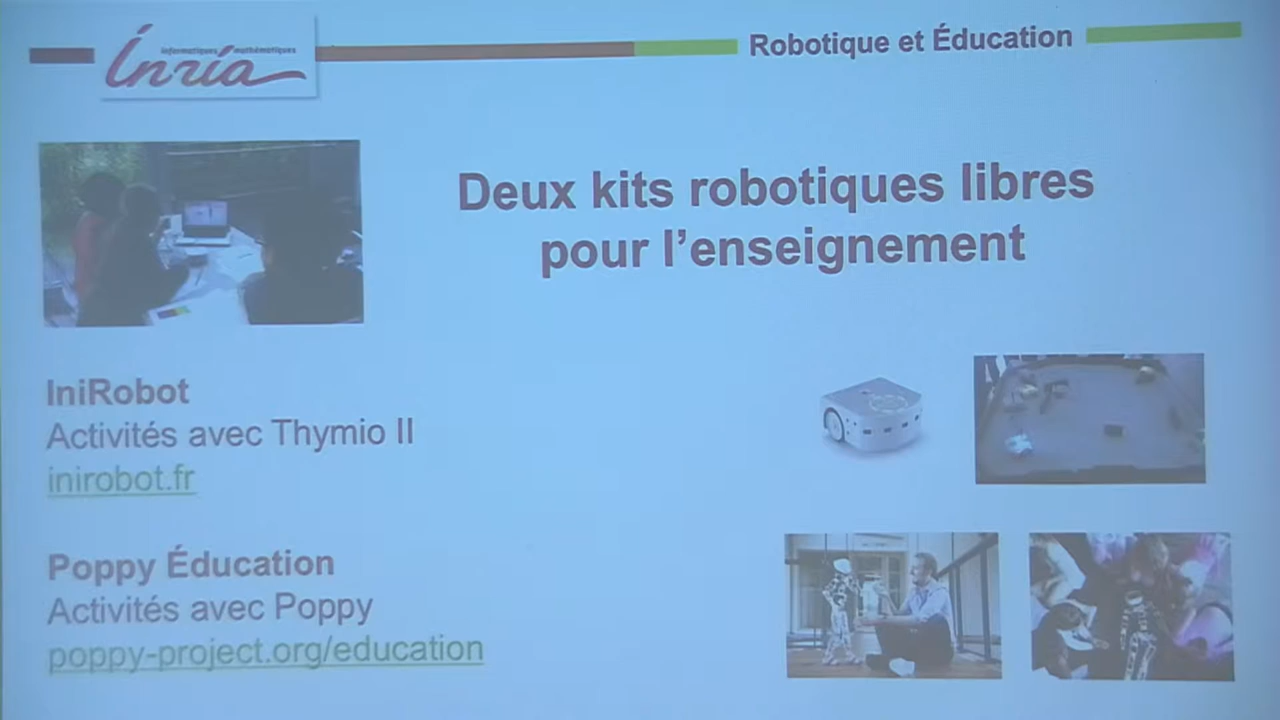 informatiques mathématiques
Inria
Robotique et Éducation
Deux kits robotiques libres
pour l'enseignement
IniRobot
Activités avec Thymio II
inirobot.fr
Poppy Éducation
Activités avec Poppy
poppy-project.org/education